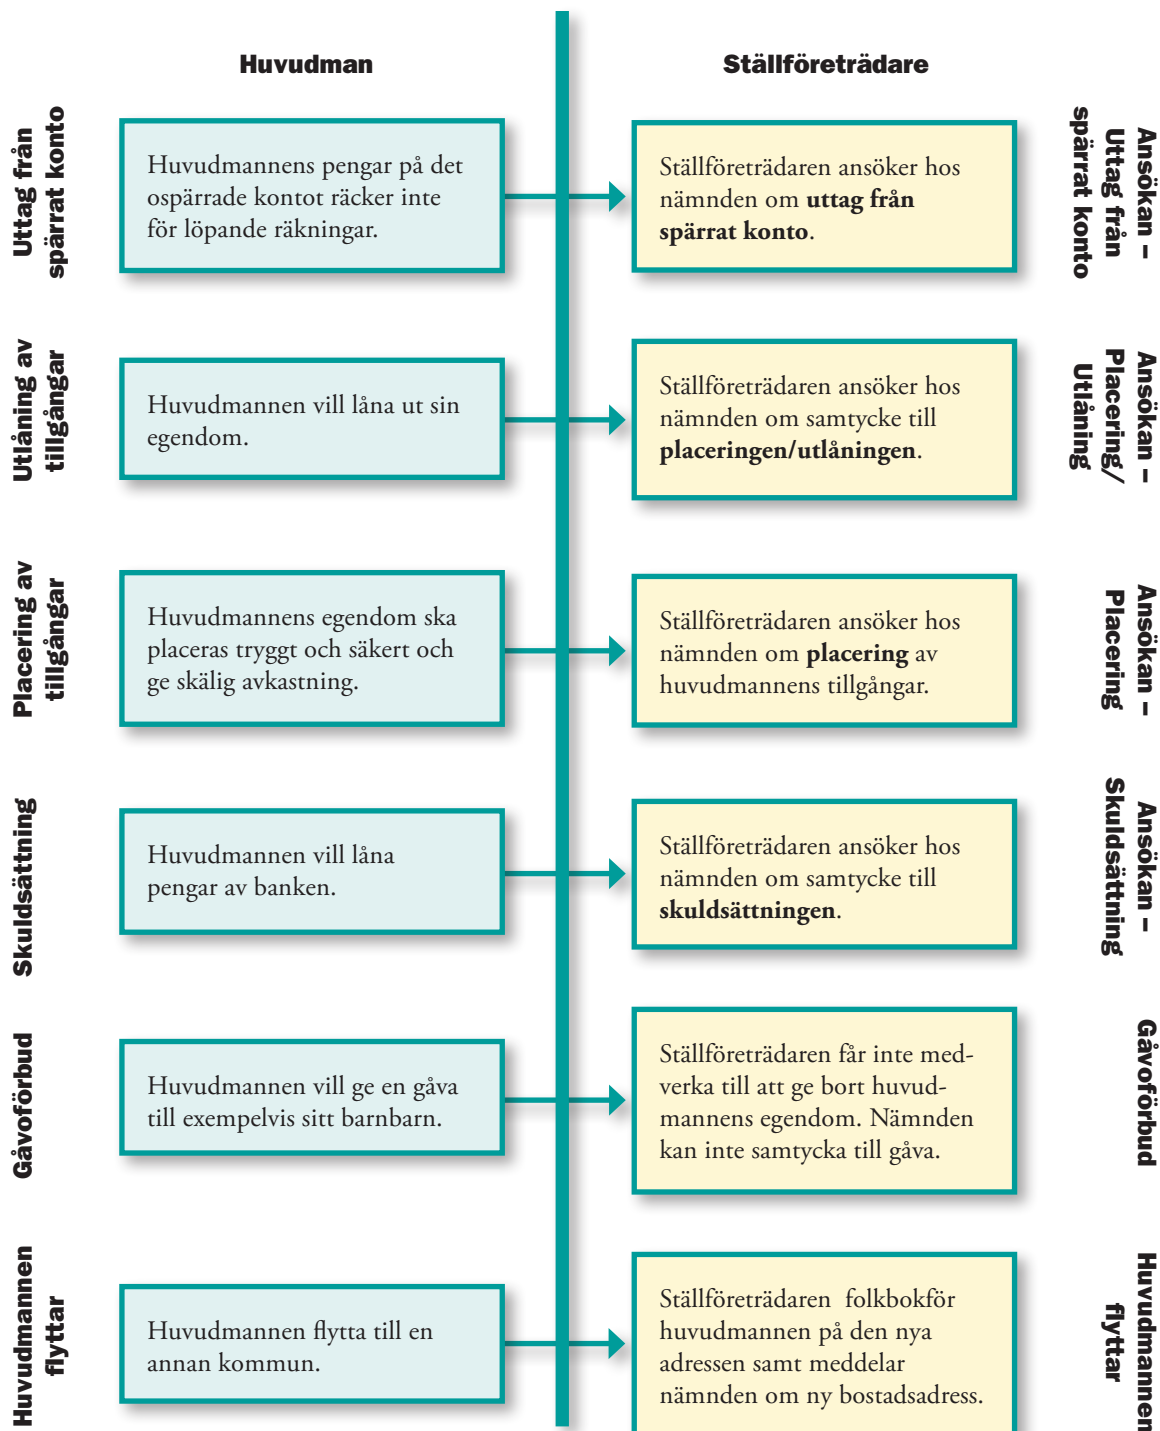 Huvudman
Ställföreträdare
Uttag från
spärrat konto
Huvudmannens pengar på det
ospärrade kontot räcker inte
för löpande räkningar.
Ställföreträdaren ansöker hos
nämnden om uttag från
spärrat konto.
Ansökan –
Uttag från
spärrat konto
Utlåning av
tillgångar
Huvudmannen vill låna ut sin
egendom.
Ställföreträdaren ansöker hos
nämnden om samtycke till
placeringen/utlåningen.
Ansökan –
Placering/
Utlåning
Placering av
tillgångar
Huvudmannens egendom ska
placeras tryggt och säkert och
ge skälig avkastning.
Ställföreträdaren ansöker hos
nämnden om placering av
huvudmannens tillgångar.
Ansökan –
Placering
Skuldsättning
Huvudmannen vill låna
pengar av banken.
Ställföreträdaren ansöker hos
nämnden om samtycke till
skuldsättningen.
Ansökan –
Skuldsättning
Gåvoförbud
Huvudmannen vill ge en gåva
till exempelvis sitt barnbarn.
Ställföreträdaren får inte med-
verka till att ge bort huvud-
mannens egendom. Nämnden
kan inte samtycka till gåva.
Gåvoförbud
Huvudmannen
flyttar
Huvudmannen flytta till en
annan kommun.
Ställföreträdaren folkbokför
huvudmannen på den nya
adressen samt meddelar
nämnden om ny bostadsadress.
Huvudmannen
flyttar